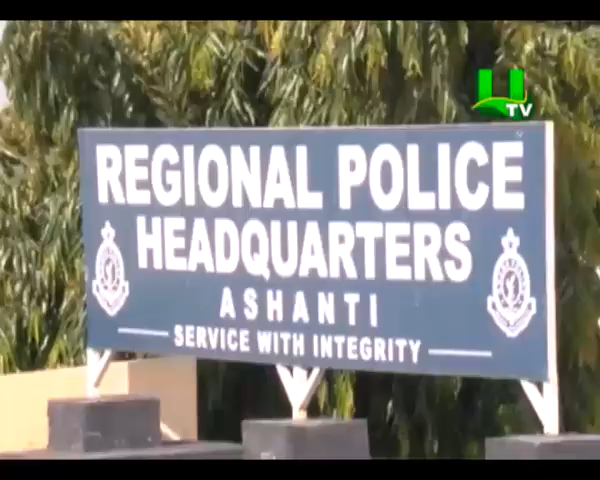 U
TV
REGIONAL POLICE
HEADQUARTERS
ASHANTI
SERVICE WITH INTEGRITY